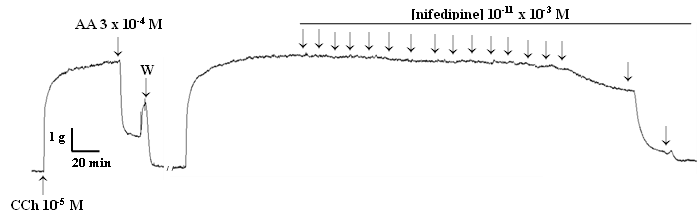 [nifedipine] 10-11 x 10-3 M
AA 3 x 10-4 M
W
1 g
20 min
CCh 10-5 M